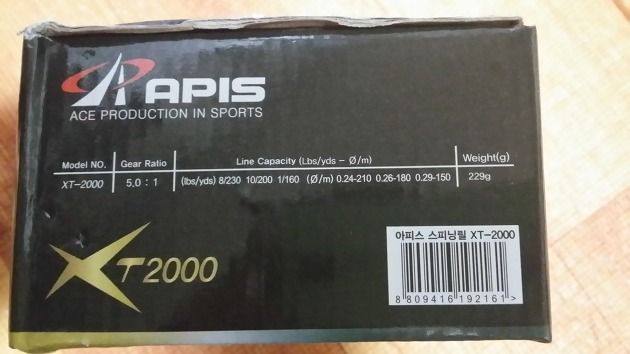 APIS
ACE PRODUCTION IN SPORTS
Model NO. Gear Ratio Line Capacity (Lbs/yds - Ø/m) Weight(g)
XT-2000 5.0 : 1 (lbs/yds) 8/230 10/200 1/160 (Ø/m) 0.24-210 0.26-180 0.29-150 229g
XT2000
아피스 스피닝릴 XT-2000
8 809416 192161 >